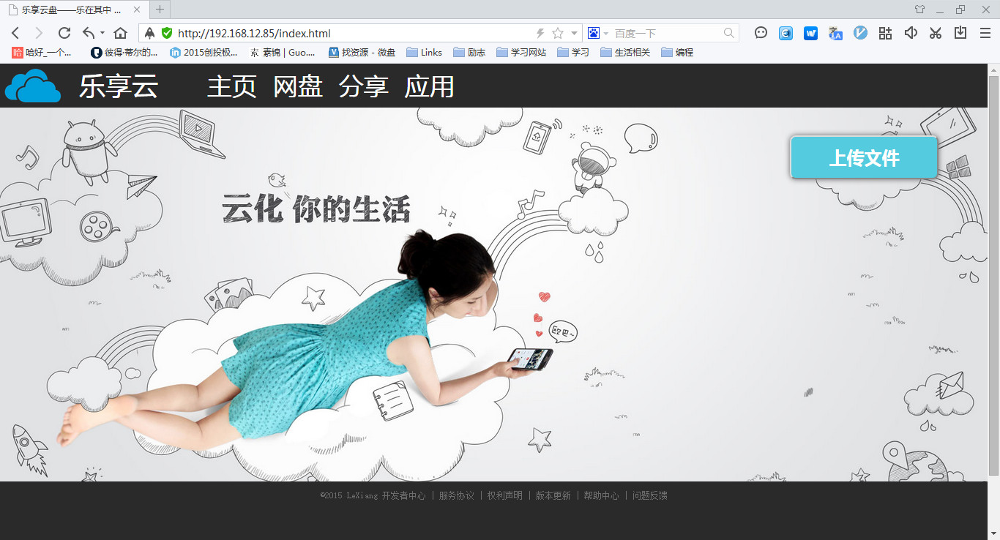 乐享云盘——乐在其中 ...
http://192.168.12.85/index.html
百度一下
哈好_一个...
彼得·蒂尔的...
2015创投极...
素锦 | Guo....
找资源 - 微盘
Links
励志
学习网站
学习
生活相关
编程
乐享云
主页 网盘 分享 应用
上传文件
云化 你的生活
欧巴~
©2015 LeXiang 开发者中心 | 服务协议 | 权利声明 | 版本更新 | 帮助中心 | 问题反馈